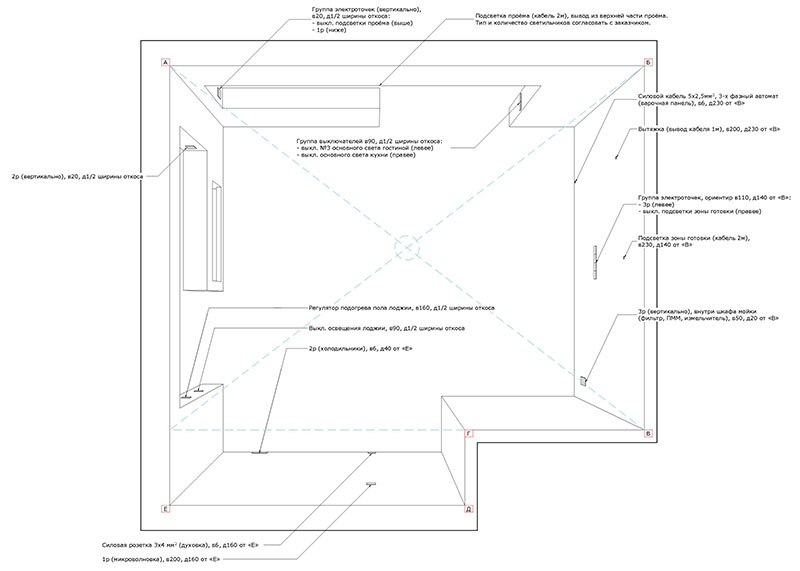 Группа электроточек (вертикально),
в20, д1/2 ширины откоса:
- выкл. подсветки проёма (выше)
- 1р (ниже)
Подсветка проёма (кабель 2м), вывод из верхней части проёма.
Тип и количество светильников согласовать с заказчиком.
А
Б
Силовой кабель 5х2,5мм², 3-х фазный автомат
(варочная панель), в6, д230 от «В»
Вытяжка (вывод кабеля 1м), в200, д230 от «В»
Группа выключателей в90, д1/2 ширины откоса:
- выкл. №3 основного света гостиной (левее)
- выкл. основного света кухни (правее)
2р (вертикально), в20, д1/2 ширины откоса
Группа электроточек, ориентир в110, д140 от «В»:
- 3р (левее)
- выкл. подсветки зоны готовки (правее)
Подсветка зоны готовки (кабель 2м),
в230, д140 от «В»
Регулятор подогрева пола лоджии, в160, д1/2 ширины откоса
3р (вертикально), внутри шкафа мойки
(фильтр, ПММ, измельчитель), в50, д20 от «В»
Выкл. освещения лоджии, в90, д1/2 ширины откоса
2р (холодильники), в6, д40 от «Е»
Г
В
Е
Д
Силовая розетка 3х4 мм² (духовка), в6, д160 от «Е»
1р (микроволновка), в200, д160 от «Е»